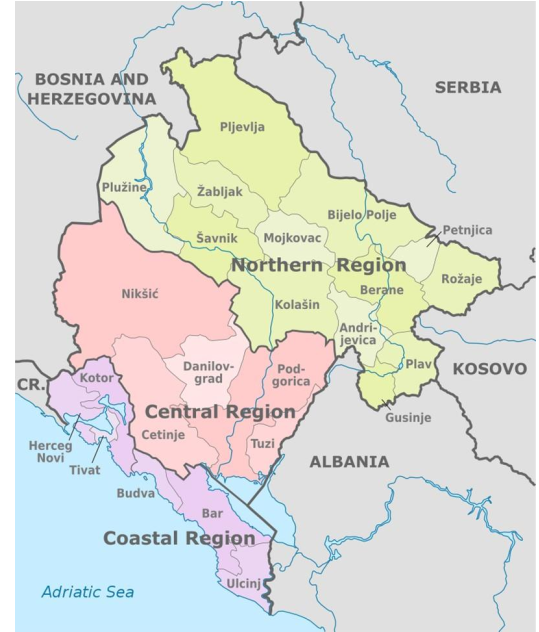 BOSNIA AND
HERZEGOVINA
SERBIA
Pljevlja
Plužine
Žabljak
Bijelo Polje
Šavnik
Mojkovac
Petnjica
Northern Region
Rožaje
Berane
Nikšić
Kolašin
Andri-
jevica
Danilov-
grad
Pod-
gorica
Plav
KOSOVO
CR.
Kotor
Central Region
Gusinje
Cetinje
Tuzi
Herceg
Novi
Tivat
ALBANIA
Budva
Bar
Coastal Region
Ulcinj
Adriatic Sea